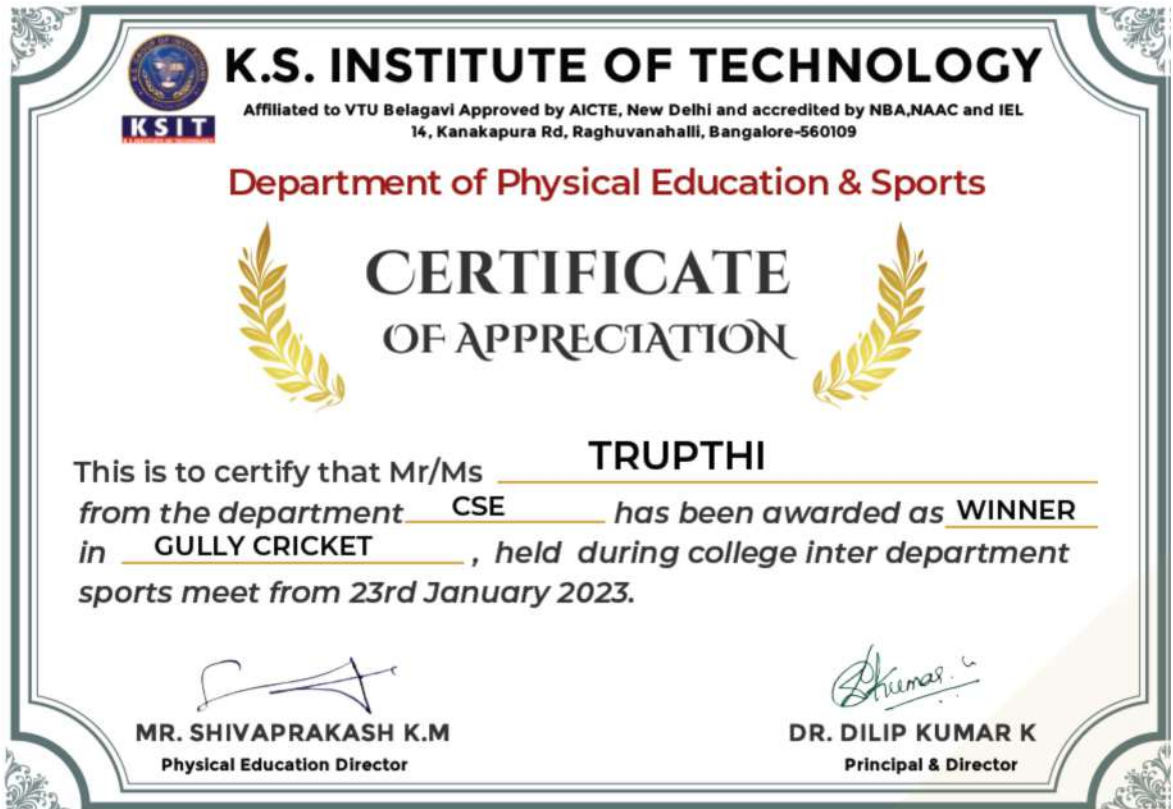 K.S. INSTITUTE OF TECHNOLOGY
KSIT
Affiliated to VTU Belagavi Approved by AICTE, New Delhi and accredited by NBA,NAAC and IEL
14, Kanakapura Rd, Raghuvanahalli, Bangalore-560109
Department of Physical Education & Sports
CERTIFICATE
OF APPRECIATION
This is to certify that Mr/Ms TRUPTHI
from the department CSE has been awarded as WINNER
in GULLY CRICKET , held during college inter department
sports meet from 23rd January 2023.
MR. SHIVAPRAKASH K.M
Physical Education Director
DR. DILIP KUMAR K
Principal & Director